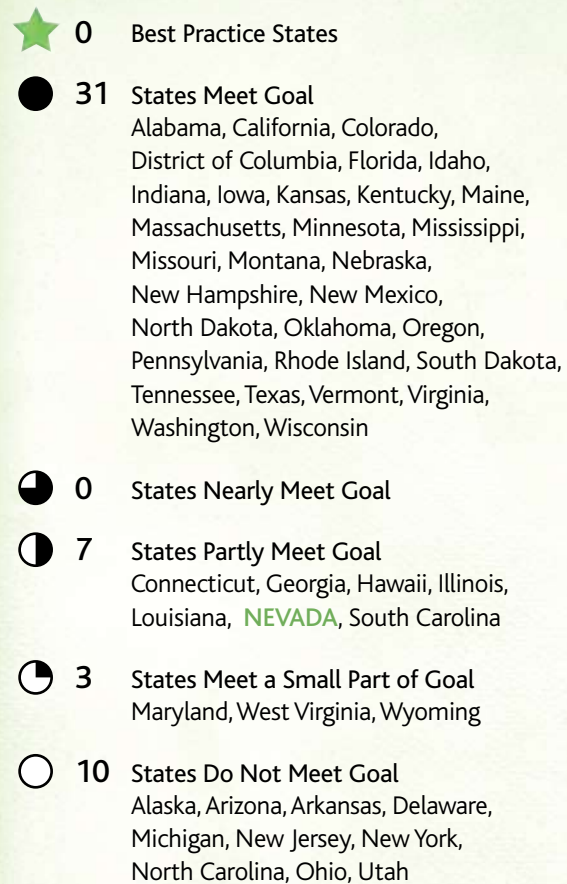 0 Best Practice States
31 States Meet Goal
Alabama, California, Colorado,
District of Columbia, Florida, Idaho,
Indiana, Iowa, Kansas, Kentucky, Maine,
Massachusetts, Minnesota, Mississippi,
Missouri, Montana, Nebraska,
New Hampshire, New Mexico,
North Dakota, Oklahoma, Oregon,
Pennsylvania, Rhode Island, South Dakota,
Tennessee, Texas, Vermont, Virginia,
Washington, Wisconsin
0 States Nearly Meet Goal
7 States Partly Meet Goal
Connecticut, Georgia, Hawaii, Illinois,
Louisiana, NEVADA, South Carolina
3 States Meet a Small Part of Goal
Maryland, West Virginia, Wyoming
10 States Do Not Meet Goal
Alaska, Arizona, Arkansas, Delaware,
Michigan, New Jersey, New York,
North Carolina, Ohio, Utah